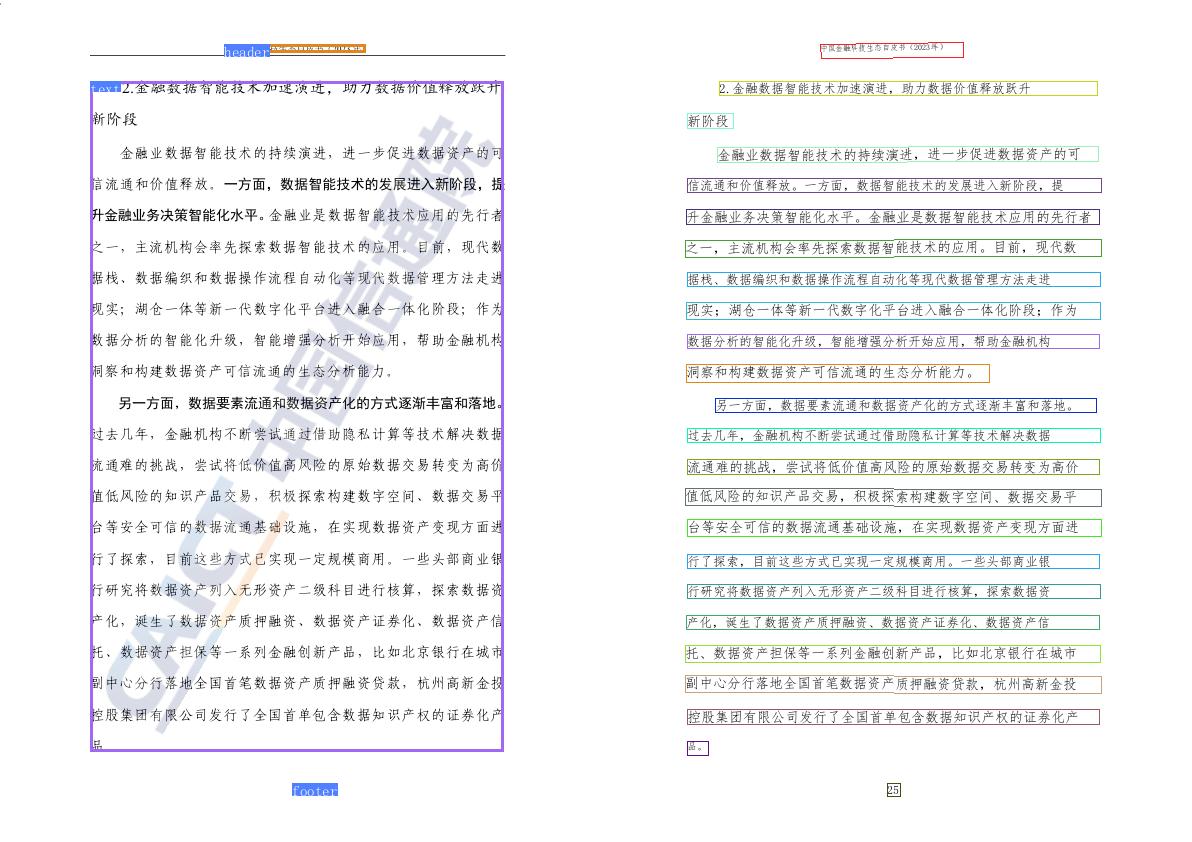 header
text
2.金融数据智能技术加速演进，助力数据价值释放跃升
新阶段
金融业数据智能技术的持续演进，进一步促进数据资产的可
信流通和价值释放。一方面，数据智能技术的发展进入新阶段，提
升金融业务决策智能化水平。金融业是数据智能技术应用的先行者
之一，主流机构会率先探索数据智能技术的应用。目前，现代数
据栈、数据编织和数据操作流程自动化等现代数据管理方法走进
现实；湖仓一体等新一代数字化平台进入融合一体化阶段；作为
数据分析的智能化升级，智能增强分析开始应用，帮助金融机构
洞察和构建数据资产可信流通的生态分析能力。
另一方面，数据要素流通和数据资产化的方式逐渐丰富和落地。
过去几年，金融机构不断尝试通过借助隐私计算等技术解决数据
流通难的挑战，尝试将低价值高风险的原始数据交易转变为高价
值低风险的知识产品交易，积极探索构建数字空间、数据交易平
台等安全可信的数据流通基础设施，在实现数据资产变现方面进
行了探索，目前这些方式已实现一定规模商用。一些头部商业银
行研究将数据资产列入无形资产二级科目进行核算，探索数据资
产化，诞生了数据资产质押融资、数据资产证券化、数据资产信
托、数据资产担保等一系列金融创新产品，比如北京银行在城市
副中心分行落地全国首笔数据资产质押融资贷款，杭州高新金投
控股集团有限公司发行了全国首单包含数据知识产权的证券化产
品
CAICT 中国信通院
footer
中国金融科技生态白皮书（2023年）
2.金融数据智能技术加速演进，助力数据价值释放跃升
新阶段
金融业数据智能技术的持续演进，进一步促进数据资产的可
信流通和价值释放。一方面，数据智能技术的发展进入新阶段，提
升金融业务决策智能化水平。金融业是数据智能技术应用的先行者
之一，主流机构会率先探索数据智能技术的应用。目前，现代数
据栈、数据编织和数据操作流程自动化等现代数据管理方法走进
现实；湖仓一体等新一代数字化平台进入融合一体化阶段；作为
数据分析的智能化升级，智能增强分析开始应用，帮助金融机构
洞察和构建数据资产可信流通的生态分析能力。
另一方面，数据要素流通和数据资产化的方式逐渐丰富和落地。
过去几年，金融机构不断尝试通过借助隐私计算等技术解决数据
流通难的挑战，尝试将低价值高风险的原始数据交易转变为高价
值低风险的知识产品交易，积极探索构建数字空间、数据交易平
台等安全可信的数据流通基础设施，在实现数据资产变现方面进
行了探索，目前这些方式已实现一定规模商用。一些头部商业银
行研究将数据资产列入无形资产二级科目进行核算，探索数据资
产化，诞生了数据资产质押融资、数据资产证券化、数据资产信
托、数据资产担保等一系列金融创新产品，比如北京银行在城市
副中心分行落地全国首笔数据资产质押融资贷款，杭州高新金投
控股集团有限公司发行了全国首单包含数据知识产权的证券化产
品。
25